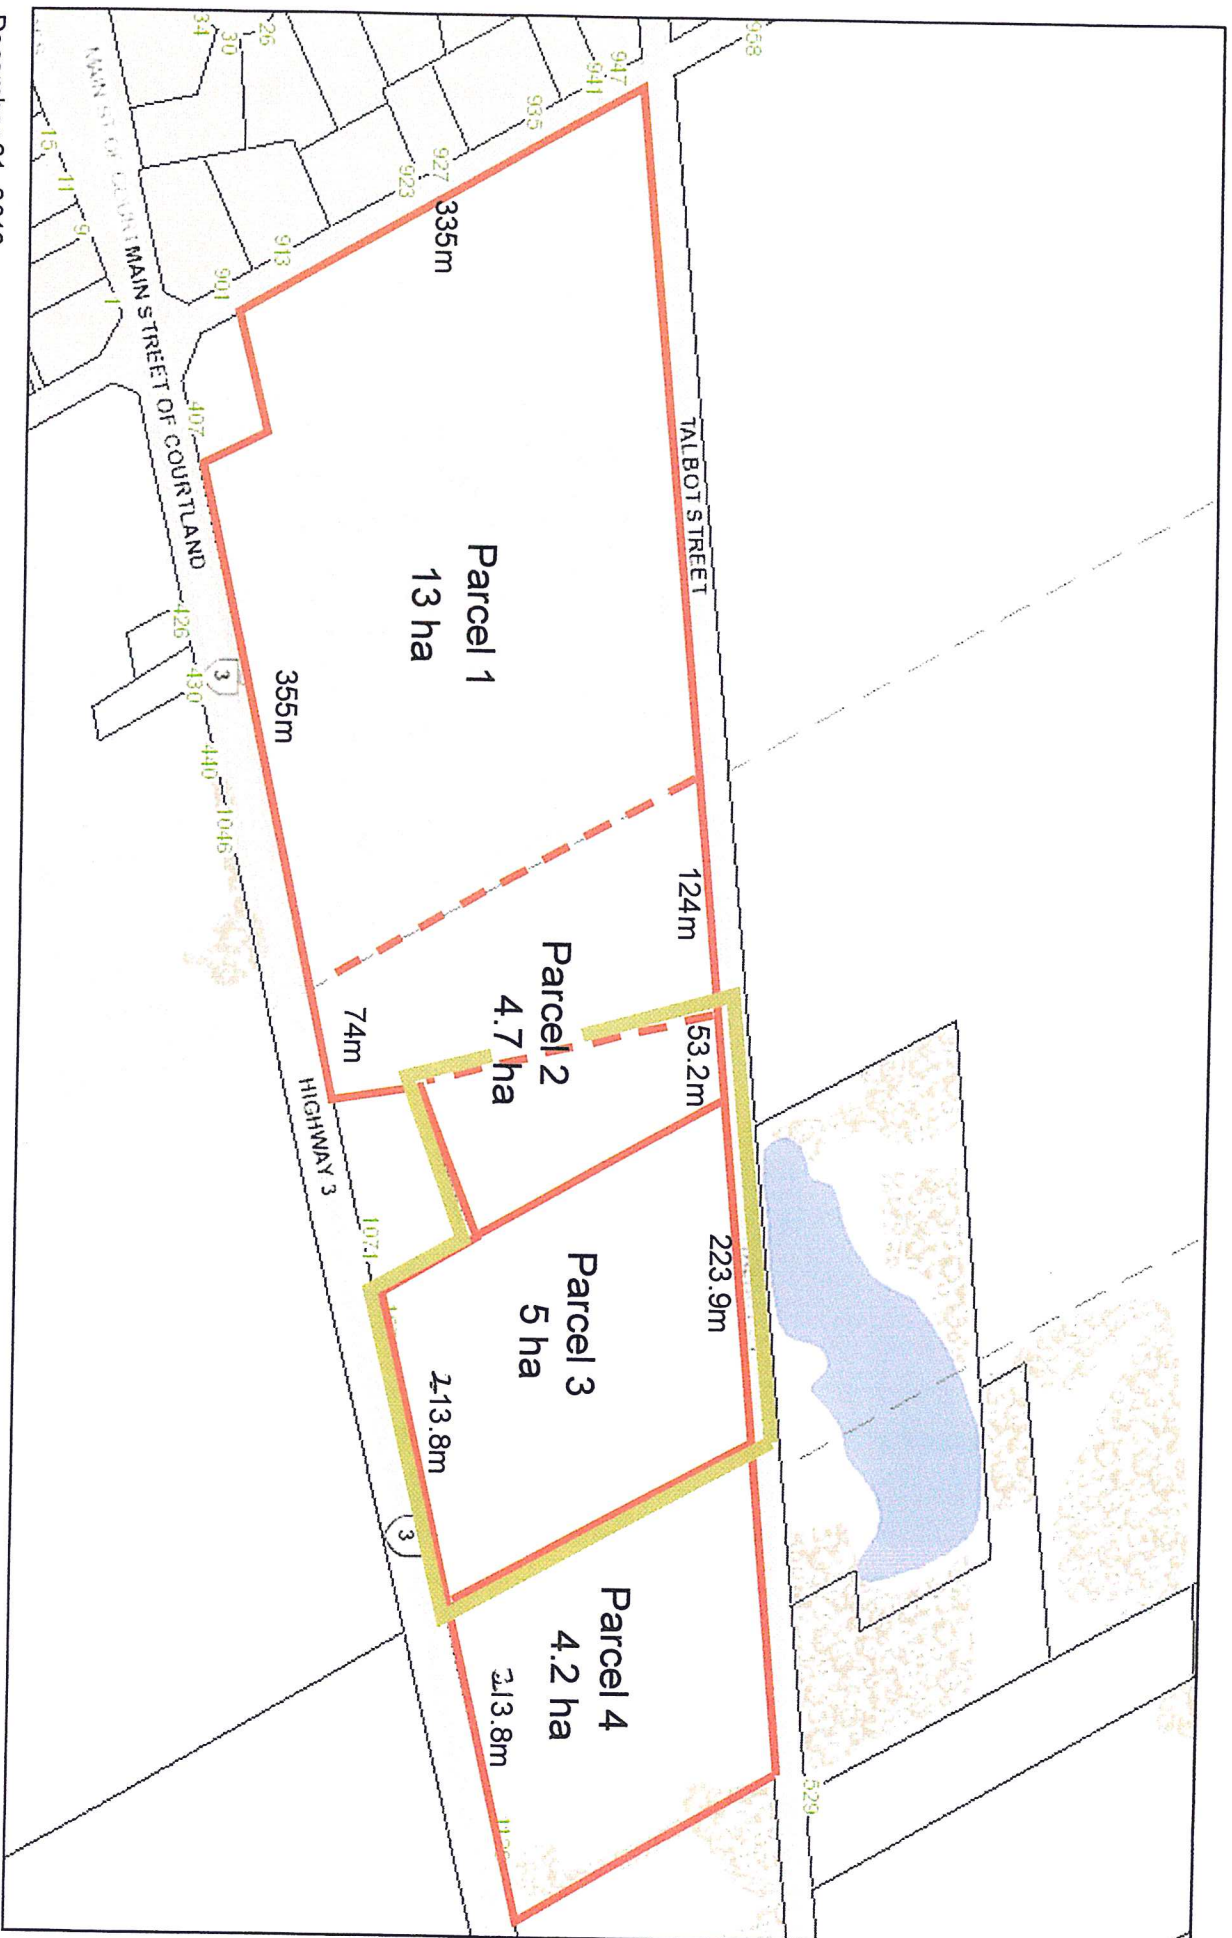 958
947
941
935
927
923
913
901
34
30
26
15
11
9
1
335m
TALBOT STREET
MAIN STREET OF COURTLAND
407
426
430
440
1046
3
Parcel 1
13 ha
355m
124m
Parcel 2
4.7 ha
74m
53.2m
HIGHWAY 3
1071
223.9m
Parcel 3
5 ha
213.8m
3
Parcel 4
4.2 ha
213.8m
529